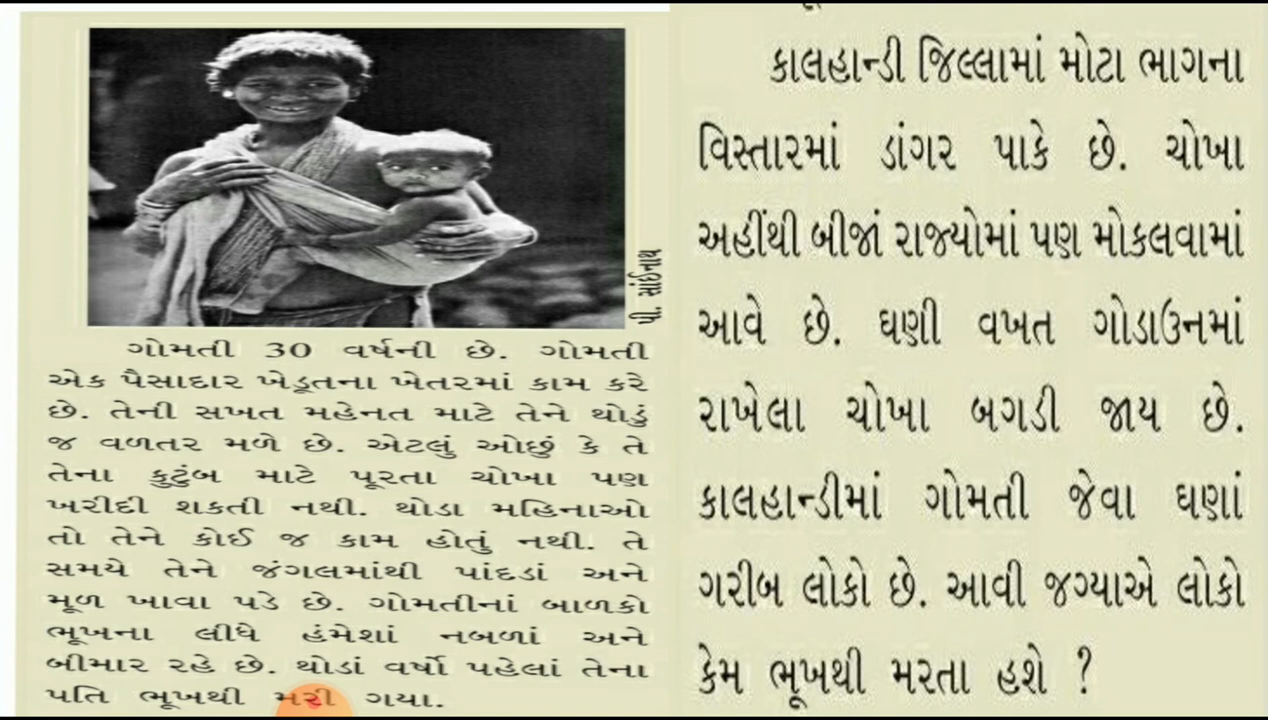 પી. સાંઈનાથ
ગોમતી 30 વર્ષની છે. ગોમતી
એક પૈસાદાર ખેડૂતના ખેતરમાં કામ કરે
છે. તેની સખત મહેનત માટે તેને થોડું
જ વળતર મળે છે. એટલું ઓછું કે તે
તેના કુટુંબ માટે પૂરતા ચોખા પણ
ખરીદી શકતી નથી. થોડા મહિનાઓ
તો તેને કોઈ જ કામ હોતું નથી. તે
સમયે તેને જંગલમાંથી પાંદડાં અને
મૂળ ખાવા પડે છે. ગોમતીનાં બાળકો
ભૂખના લીધે હંમેશાં નબળાં અને
બીમાર રહે છે. થોડાં વર્ષો પહેલાં તેના
પતિ ભૂખથી મરી ગયા.
કાલહાન્ડી જિલ્લામાં મોટા ભાગના
વિસ્તારમાં ડાંગર પાકે છે. ચોખા
અહીંથી બીજાં રાજ્યોમાં પણ મોકલવામાં
આવે છે. ઘણી વખત ગોડાઉનમાં
રાખેલા ચોખા બગડી જાય છે.
કાલહાન્ડીમાં ગોમતી જેવા ઘણાં
ગરીબ લોકો છે. આવી જગ્યાએ લોકો
કેમ ભૂખથી મરતા હશે ?